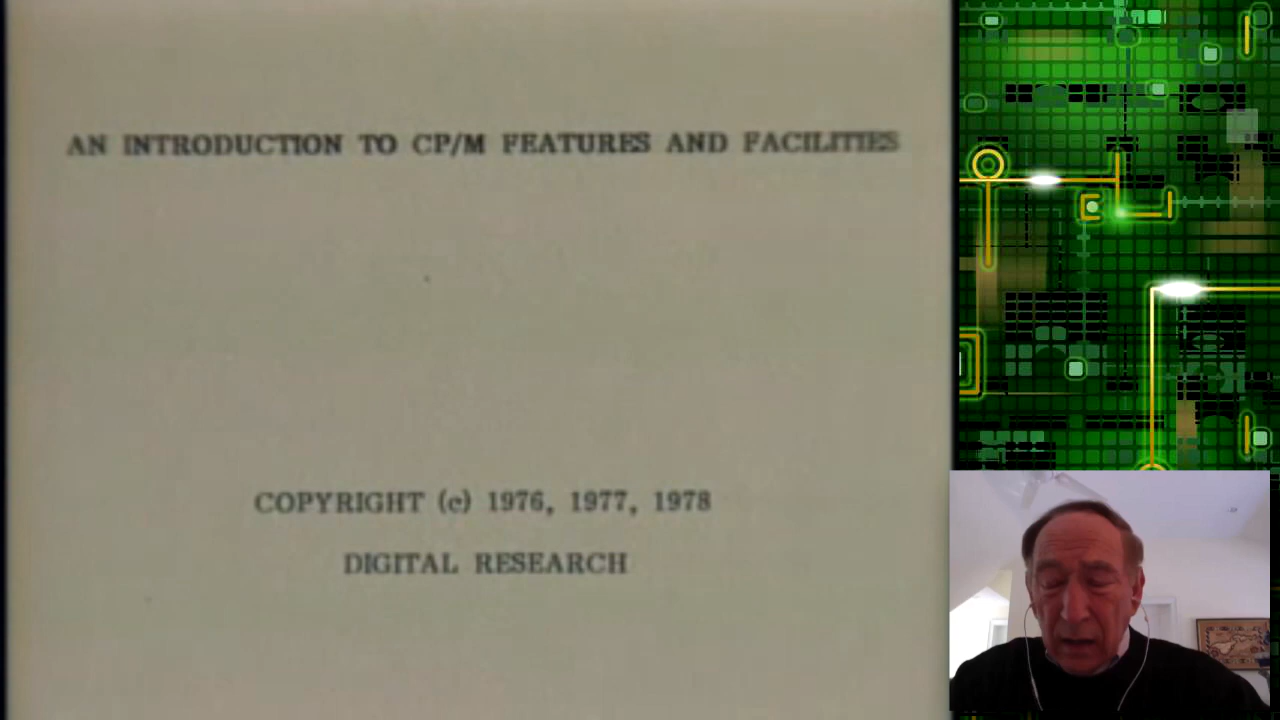 AN INTRODUCTION TO CP/M FEATURES AND FACILITIES
COPYRIGHT (c) 1976, 1977, 1978
DIGITAL RESEARCH